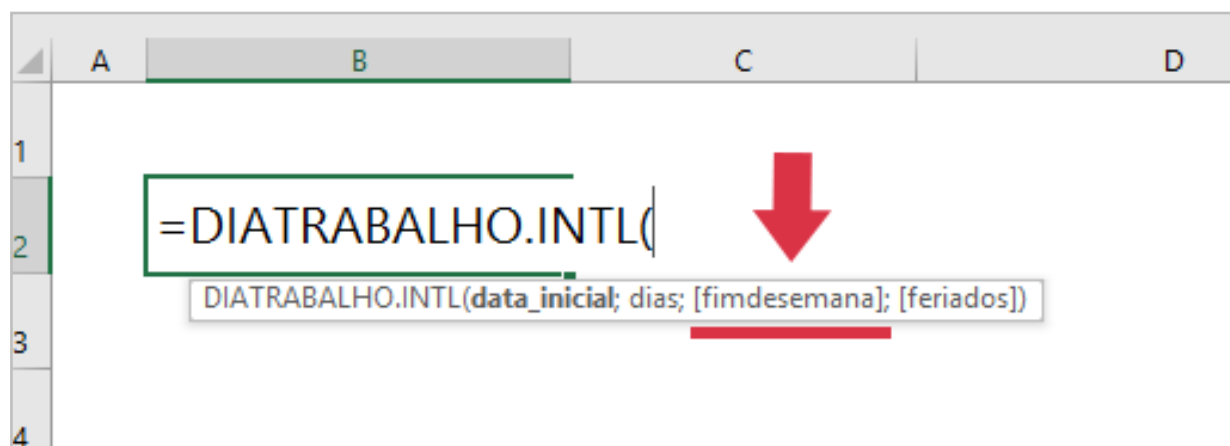 A B C D
1
2 =DIATRABALHO.INTL(
DIATRABALHO.INTL(data_inicial; dias; [fimdesemana]; [feriados])
3
4